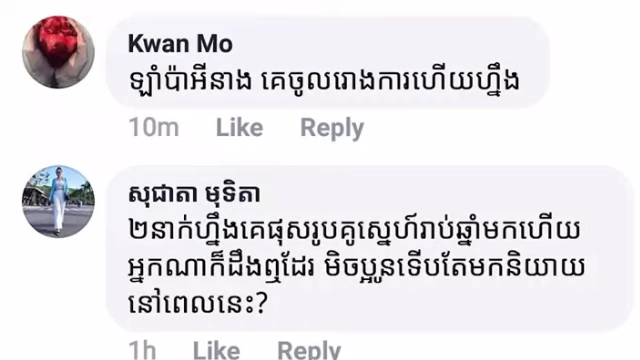 Kwan Mo
ឡាំប៉ាអីនាង គេចូលរោងការហើយហ្នឹង
10m Like Reply
សុជាតា មុទិតា
២នាក់ហ្នឹងគេផុសរូបគូស្នេហ៍រាប់ឆ្នាំមកហើយ
អ្នកណាក៏ដឹងឮដែរ មិចប្អូនទើបតែមកនិយាយ
នៅពេលនេះ?
1h Like Reply